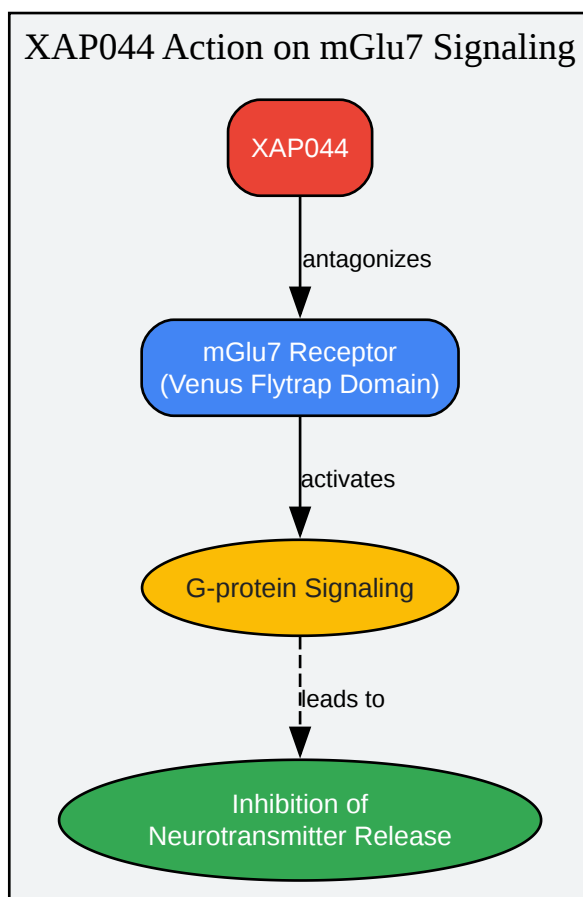 XAP044 Action on mGlu7 Signaling
XAP044
antagonizes
mGlu7 Receptor
(Venus Flytrap Domain)
activates
G-protein Signaling
leads to
Inhibition of
Neurotransmitter Release